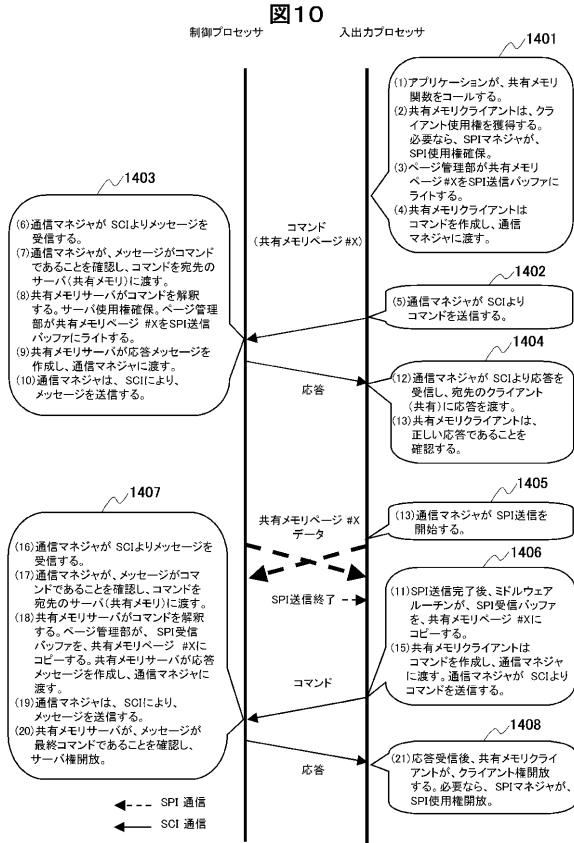 図10
制御プロセッサ
入出力プロセッサ
1401
(1)アプリケーションが、共有メモリ
関数をコールする。
(2)共有メモリクライアントは、クラ
イアント使用権を獲得する。
必要なら、SPIマネジャが、
SPI使用権確保。
(3)ページ管理部が共有メモリ
ページ#XをSPI送信バッファに
ライトする。
(4)共有メモリクライアントは
コマンドを作成し、通信
マネジャに渡す。
1403
(6)通信マネジャが SCIよりメッセージを
受信する。
(7)通信マネジャが、メッセージがコマンド
であることを確認し、コマンドを宛先の
サーバ(共有メモリ)に渡す。
(8)共有メモリサーバがコマンドを解釈
する。サーバ使用権確保。ページ管理
部が共有メモリページ #XをSPI送信
バッファにライトする。
(9)共有メモリサーバが応答メッセージを
作成し、通信マネジャに渡す。
(10)通信マネジャは、SCIにより、
メッセージを送信する。
コマンド
(共有メモリページ #X)
1402
(5)通信マネジャが SCIより
コマンドを送信する。
応答
1404
(12)通信マネジャが SCIより応答を
受信し、宛先のクライアント
(共有)に応答を渡す。
(13)共有メモリクライアントは、
正しい応答であることを
確認する。
1405
(13)通信マネジャが SPI送信を
開始する。
共有メモリページ #X
データ
SPI送信終了
1407
(16)通信マネジャが SCIよりメッセージを
受信する。
(17)通信マネジャが、メッセージがコマ
ンドであることを確認し、コマンドを
宛先のサーバ(共有メモリ)に渡す。
(18)共有メモリサーバがコマンドを解釈
する。ページ管理部が、SPI受信
バッファを、共有メモリページ #Xに
コピーする。共有メモリサーバが応答
メッセージを作成し、通信マネジャに
渡す。
(19)通信マネジャは、SCIにより、
メッセージを送信する。
(20)共有メモリサーバが、メッセージが
最終コマンドであることを確認し、
サーバ権開放。
1406
(11)SPI送信完了後、ミドルウェア
ルーチンが、SPI受信バッファ
を、共有メモリページ #Xに
コピーする。
(15)共有メモリクライアントは
コマンドを作成し、通信マネジャ
に渡す。通信マネジャが SCIより
コマンドを送信する。
コマンド
応答
1408
(21)応答受信後、共有メモリクライ
アントが、クライアント権開放
する。必要なら、SPIマネジャが、
SPI使用権開放。
SPI 通信
SCI 通信